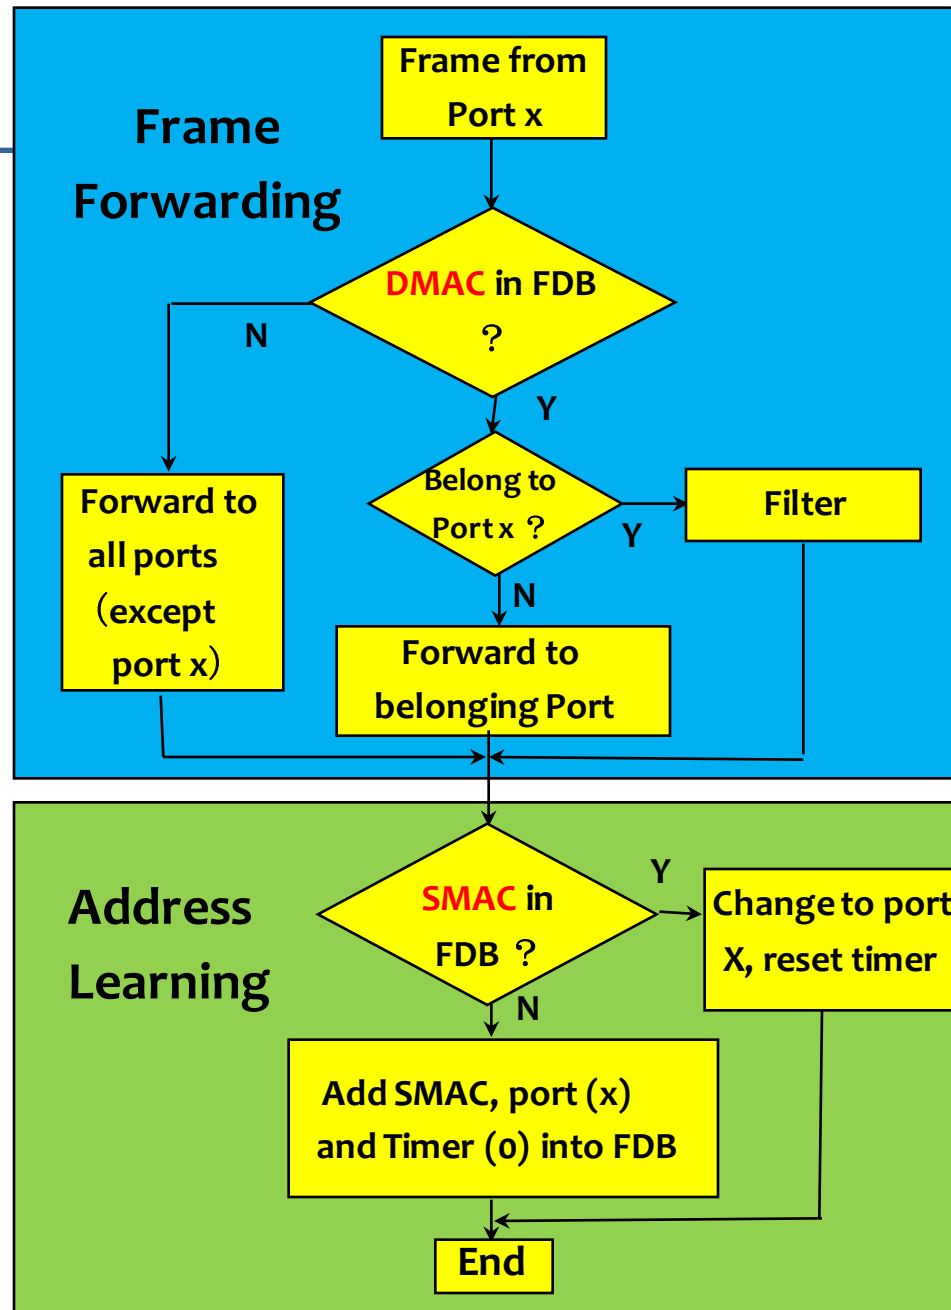 Frame from
Port x
Frame
Forwarding
DMAC in FDB
?
N
Y
Belong to
Port x ?
Y
Filter
N
Forward to
all ports
(except
port x)
Forward to
belonging Port
Address
Learning
SMAC in
FDB ?
Y
Change to port
X, reset timer
N
Add SMAC, port (x)
and Timer (0) into FDB
End